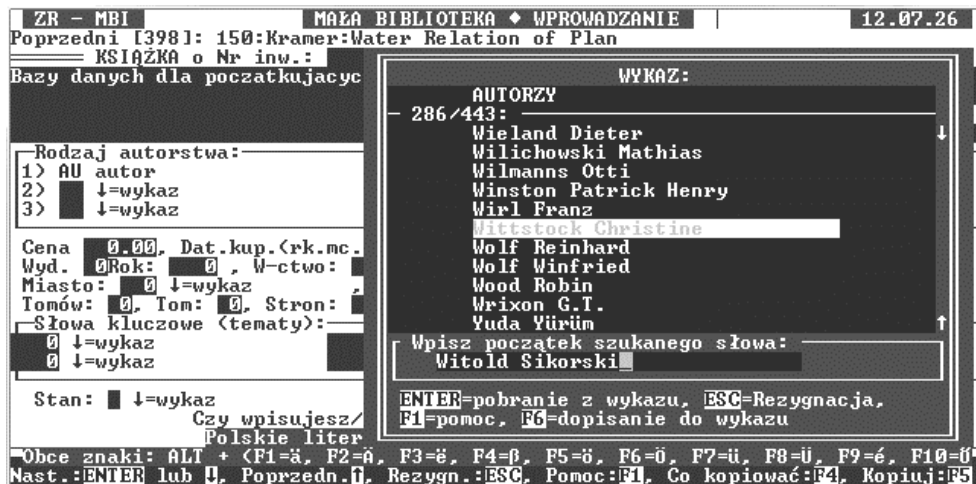 ZR – MBI MAŁA BIBLIOTEKA ◆ WPROWADZANIE 12.07.26
Poprzedni [398]: 150:Kramer:Water Relation of Plan
KSIĄŻKA o Nr inw.:
Bazy danych dla poczatkujacyc
Rodzaj autorstwa:
1) AU autor
2) ↓=wykaz
3) ↓=wykaz
Cena 0.00, Dat.kup.(rk.mc.
Wyd. 0Rok: 0 , W-ctwo:
Miasto: 0 ↓=wykaz ,
Tomów: 0, Tom: 0, Stron:
Słowa kluczowe (tematy):
0 ↓=wykaz
0 ↓=wykaz
Stan: ↓=wykaz
Czy wpisujesz/
Polskie liter
WYKAZ:
AUTORZY
286/443:
Wieland Dieter ↓
Wilichowski Mathias
Wilmanns Otti
Winston Patrick Henry
Wirl Franz
Wittstock Christine
Wolf Reinhard
Wolf Winfried
Wood Robin
Wrixon G.T.
Yuda Yürüm ↑
Wpisz początek szukanego słowa:
Witold Sikorski
ENTER=pobranie z wykazu, ESC=Rezygnacja,
F1=pomoc, F6=dopisanie do wykazu
Obce znaki: ALT + (F1=ä, F2=Ä, F3=ë, F4=β, F5=ö, F6=Ö, F7=ü, F8=Ü, F9=é, F10=Ő
Nast.:ENTER lub ↓, Poprzedn.↑, Rezygn.:ESC, Pomoc:F1, Co kopiować:F4, Kopiuj:F5